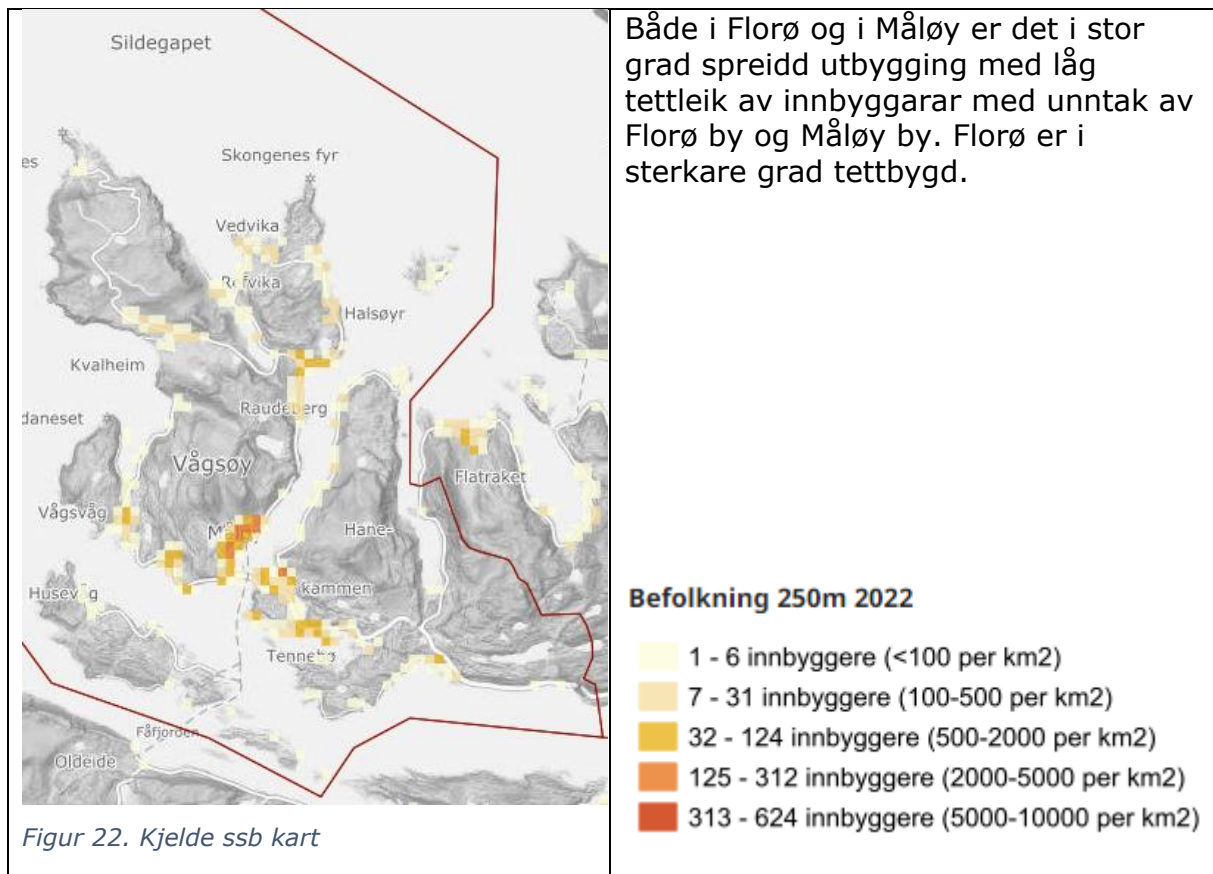 Sildegapet
Skongenes fyr
Vedvika
Refvika
Halsøyr
Kvalheim
daneset
Raudeberg
Vågsøy
Flatraket
Vågsvåg
Hane-
kammen
Husevåg
Tennebø
Fåfjorden
Oldeide
Figur 22. Kjelde ssb kart
Både i Florø og i Måløy er det i stor
grad spreidd utbygging med låg
tettleik av innbyggarar med unntak av
Florø by og Måløy by. Florø er i
sterkare grad tettbygd.
Befolkning 250m 2022
1 - 6 innbyggere (<100 per km2)
7 - 31 innbyggere (100-500 per km2)
32 - 124 innbyggere (500-2000 per km2)
125 - 312 innbyggere (2000-5000 per km2)
313 - 624 innbyggere (5000-10000 per km2)